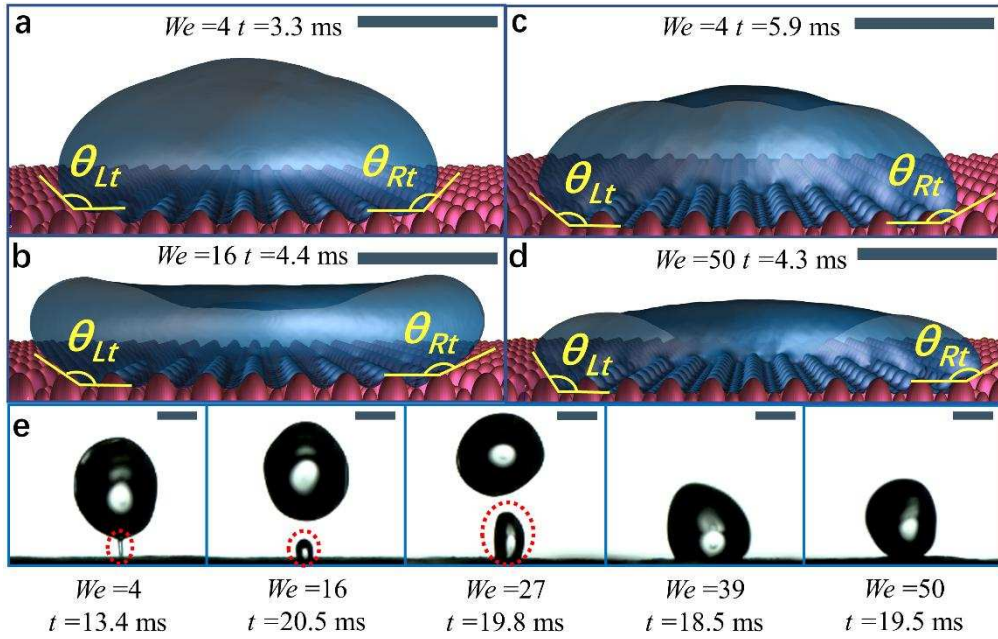 a
We =4 t =3.3 ms
θLt
θRt
c
We =4 t =5.9 ms
θLt
θRt
b
We =16 t =4.4 ms
θLt
θRt
d
We =50 t =4.3 ms
θLt
θRt
e
We =4
t =13.4 ms
We =16
t =20.5 ms
We =27
t =19.8 ms
We =39
t =18.5 ms
We =50
t =19.5 ms